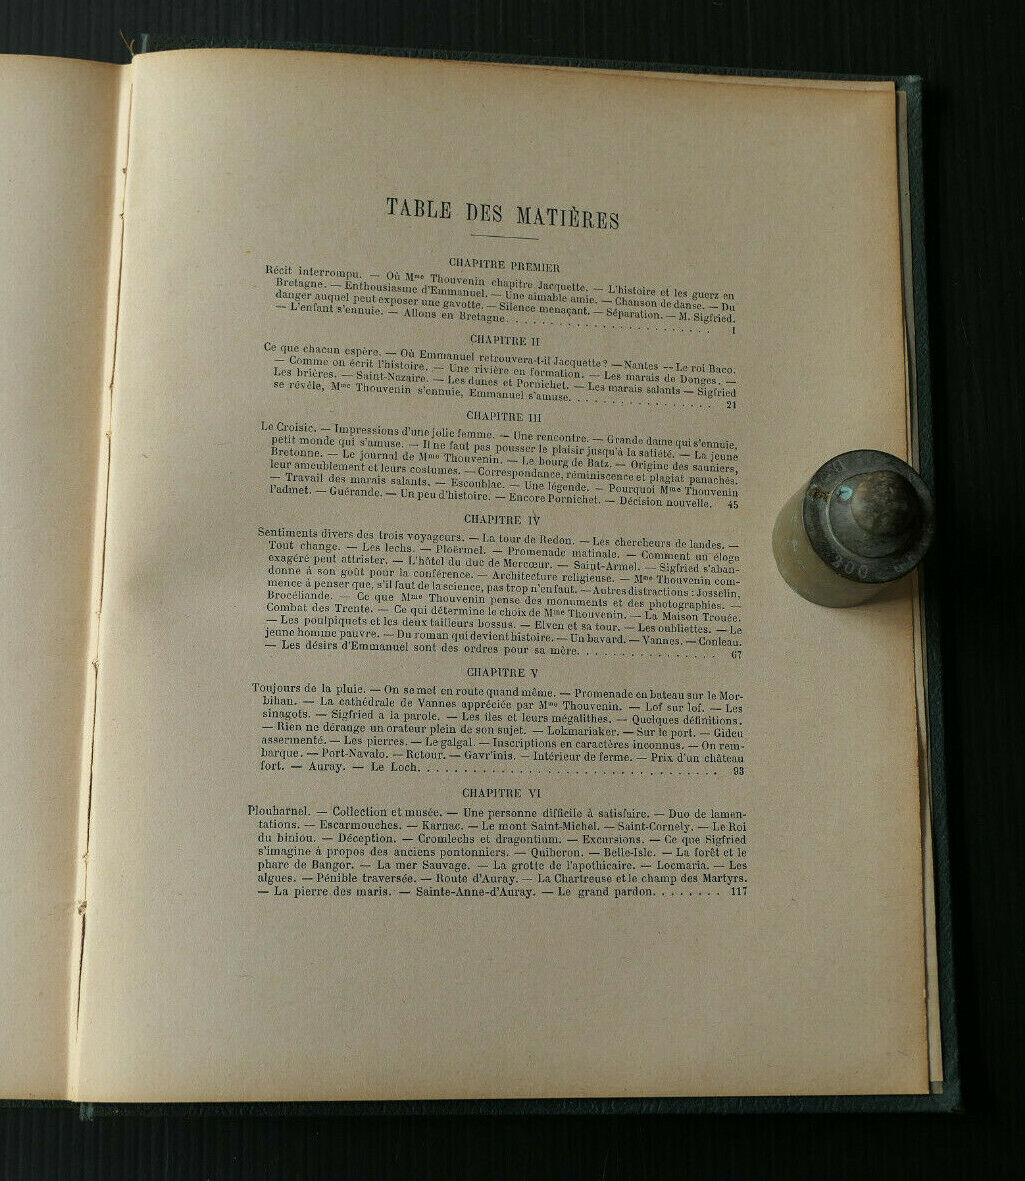 TABLE DES MATIÈRES
CHAPITRE PREMIER
Récit interrompu. — Où Mme Thouvenin chapitre Jacquette. — L'histoire et les guerz en
Bretagne. — Enthousiasme d'Emmanuel. — Une aimable amie. — Chanson de danse. — Du
danger auquel peut exposer une gavotte. — Silence menaçant. — Séparation. — M. Sigfried.
— L'enfant s'ennuie. — Allons en Bretagne. 1
CHAPITRE II
Ce que chacun espère. — Où Emmanuel retrouvera-t-il Jacquette? — Nantes — Le roi Baco.
— Comme on écrit l'histoire. — Une rivière en formation. — Les marais de Donges. —
Les brières. — Saint-Nazaire. — Les dunes et Pornichet. — Les marais salants — Sigfried
se révèle, Mme Thouvenin s'ennuie, Emmanuel s'amuse. 21
CHAPITRE III
Le Croisic. — Impressions d'une jolie femme. — Une rencontre. — Grande dame qui s'ennuie,
petit monde qui s'amuse. — Il ne faut pas pousser le plaisir jusqu'à la satiété. — La jeune
Bretonne. — Le journal de Mme Thouvenin. — Le bourg de Batz. — Origine des sauniers,
leur ameublement et leurs costumes. — Correspondance, réminiscence et plagiat panachés.
— Travail des marais salants. — Escoublac. — Une légende. — Pourquoi Mme Thouvenin
l'admet. — Guérande. — Un peu d'histoire. — Encore Pornichet. — Décision nouvelle. 45
CHAPITRE IV
Sentiments divers des trois voyageurs. — La tour de Redon. — Les chercheurs de landes. —
Tout change. — Les lechs. — Ploërmel. — Promenade matinale. — Comment un éloge
exagéré peut attrister. — L'hôtel du duc de Mercœur. — Saint-Armel. — Sigfried s'aban-
donne à son goût pour la conférence. — Architecture religieuse. — Mme Thouvenin com-
mence à penser que, s'il faut de la science, pas trop n'en faut. — Autres distractions: Josselin,
Brocéliande. — Ce que Mme Thouvenin pense des monuments et des photographies. —
Combat des Trente. — Ce qui détermine le choix de Mme Thouvenin. — La Maison Trouée.
— Les poulpiquets et les deux tailleurs bossus. — Elven et sa tour. — Les oubliettes. — Le
jeune homme pauvre. — Du roman qui devient histoire. — Un bavard. — Vannes. — Conleau.
— Les désirs d'Emmanuel sont des ordres pour sa mère. 67
CHAPITRE V
Toujours de la pluie. — On se met en route quand même. — Promenade en bateau sur le Mor-
bihan. — La cathédrale de Vannes appréciée par Mme Thouvenin. — Lof sur lof. — Les
sinagots. — Sigfried a la parole. — Les îles et leurs mégalithes. — Quelques définitions.
— Rien ne dérange un orateur plein de son sujet. — Lokmariaker. — Sur le port. — Gideu
assermenté. — Les pierres. — Le galgal. — Inscriptions en caractères inconnus. — On rem-
barque. — Port-Navalo. — Retour. — Gavr'inis. — Intérieur de ferme. — Prix d'un château
fort. — Auray. — Le Loch. 93
CHAPITRE VI
Plouharnel. — Collection et musée. — Une personne difficile à satisfaire. — Duo de lamen-
tations. — Escarmouches. — Karnac. — Le mont Saint-Michel. — Saint-Cornely. — Le Roi
du biniou. — Déception. — Cromlechs et dragontium. — Excursions. — Ce que Sigfried
s'imagine à propos des anciens pontonniers. — Quiberon. — Belle-Isle. — La forêt et le
phare de Bangor. — La mer Sauvage. — La grotte de l'apothicaire. — Locmaria. — Les
algues. — Pénible traversée. — Route d'Auray. — La Chartreuse et le champ des Martyrs.
— La pierre des maris. — Sainte-Anne-d'Auray. — Le grand pardon. 117